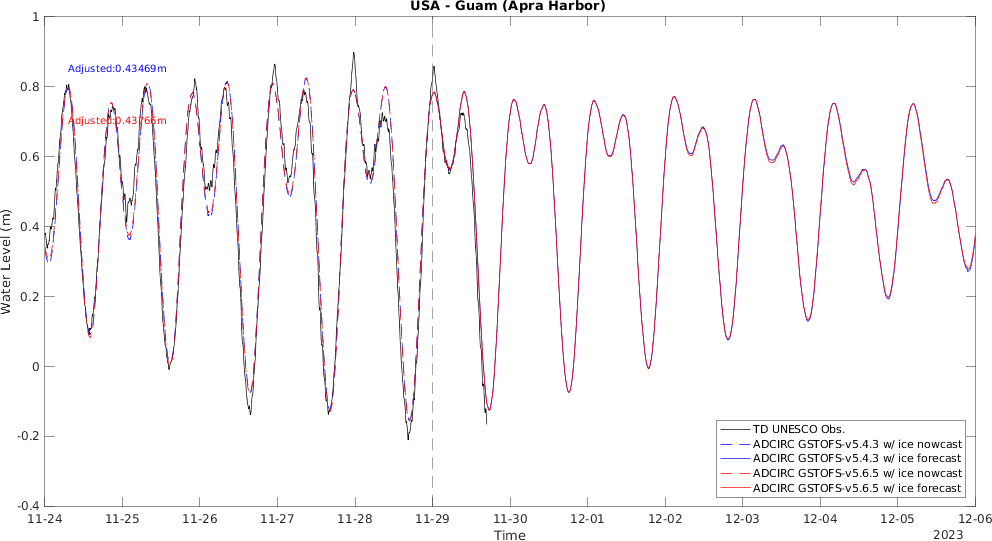 USA - Guam (Apra Harbor)
1
0.8
0.6
0.4
0.2
0
-0.2
-0.4
Water Level (m)
Adjusted:0.43469m
Adjusted:0.43766m
TD UNESCO Obs.
ADCIRC GSTOFS-v5.4.3 w/ ice nowcast
ADCIRC GSTOFS-v5.4.3 w/ ice forecast
ADCIRC GSTOFS-v5.6.5 w/ ice nowcast
ADCIRC GSTOFS-v5.6.5 w/ ice forecast
11-24 11-25 11-26 11-27 11-28 11-29 11-30 12-01 12-02 12-03 12-04 12-05 12-06
Time
2023